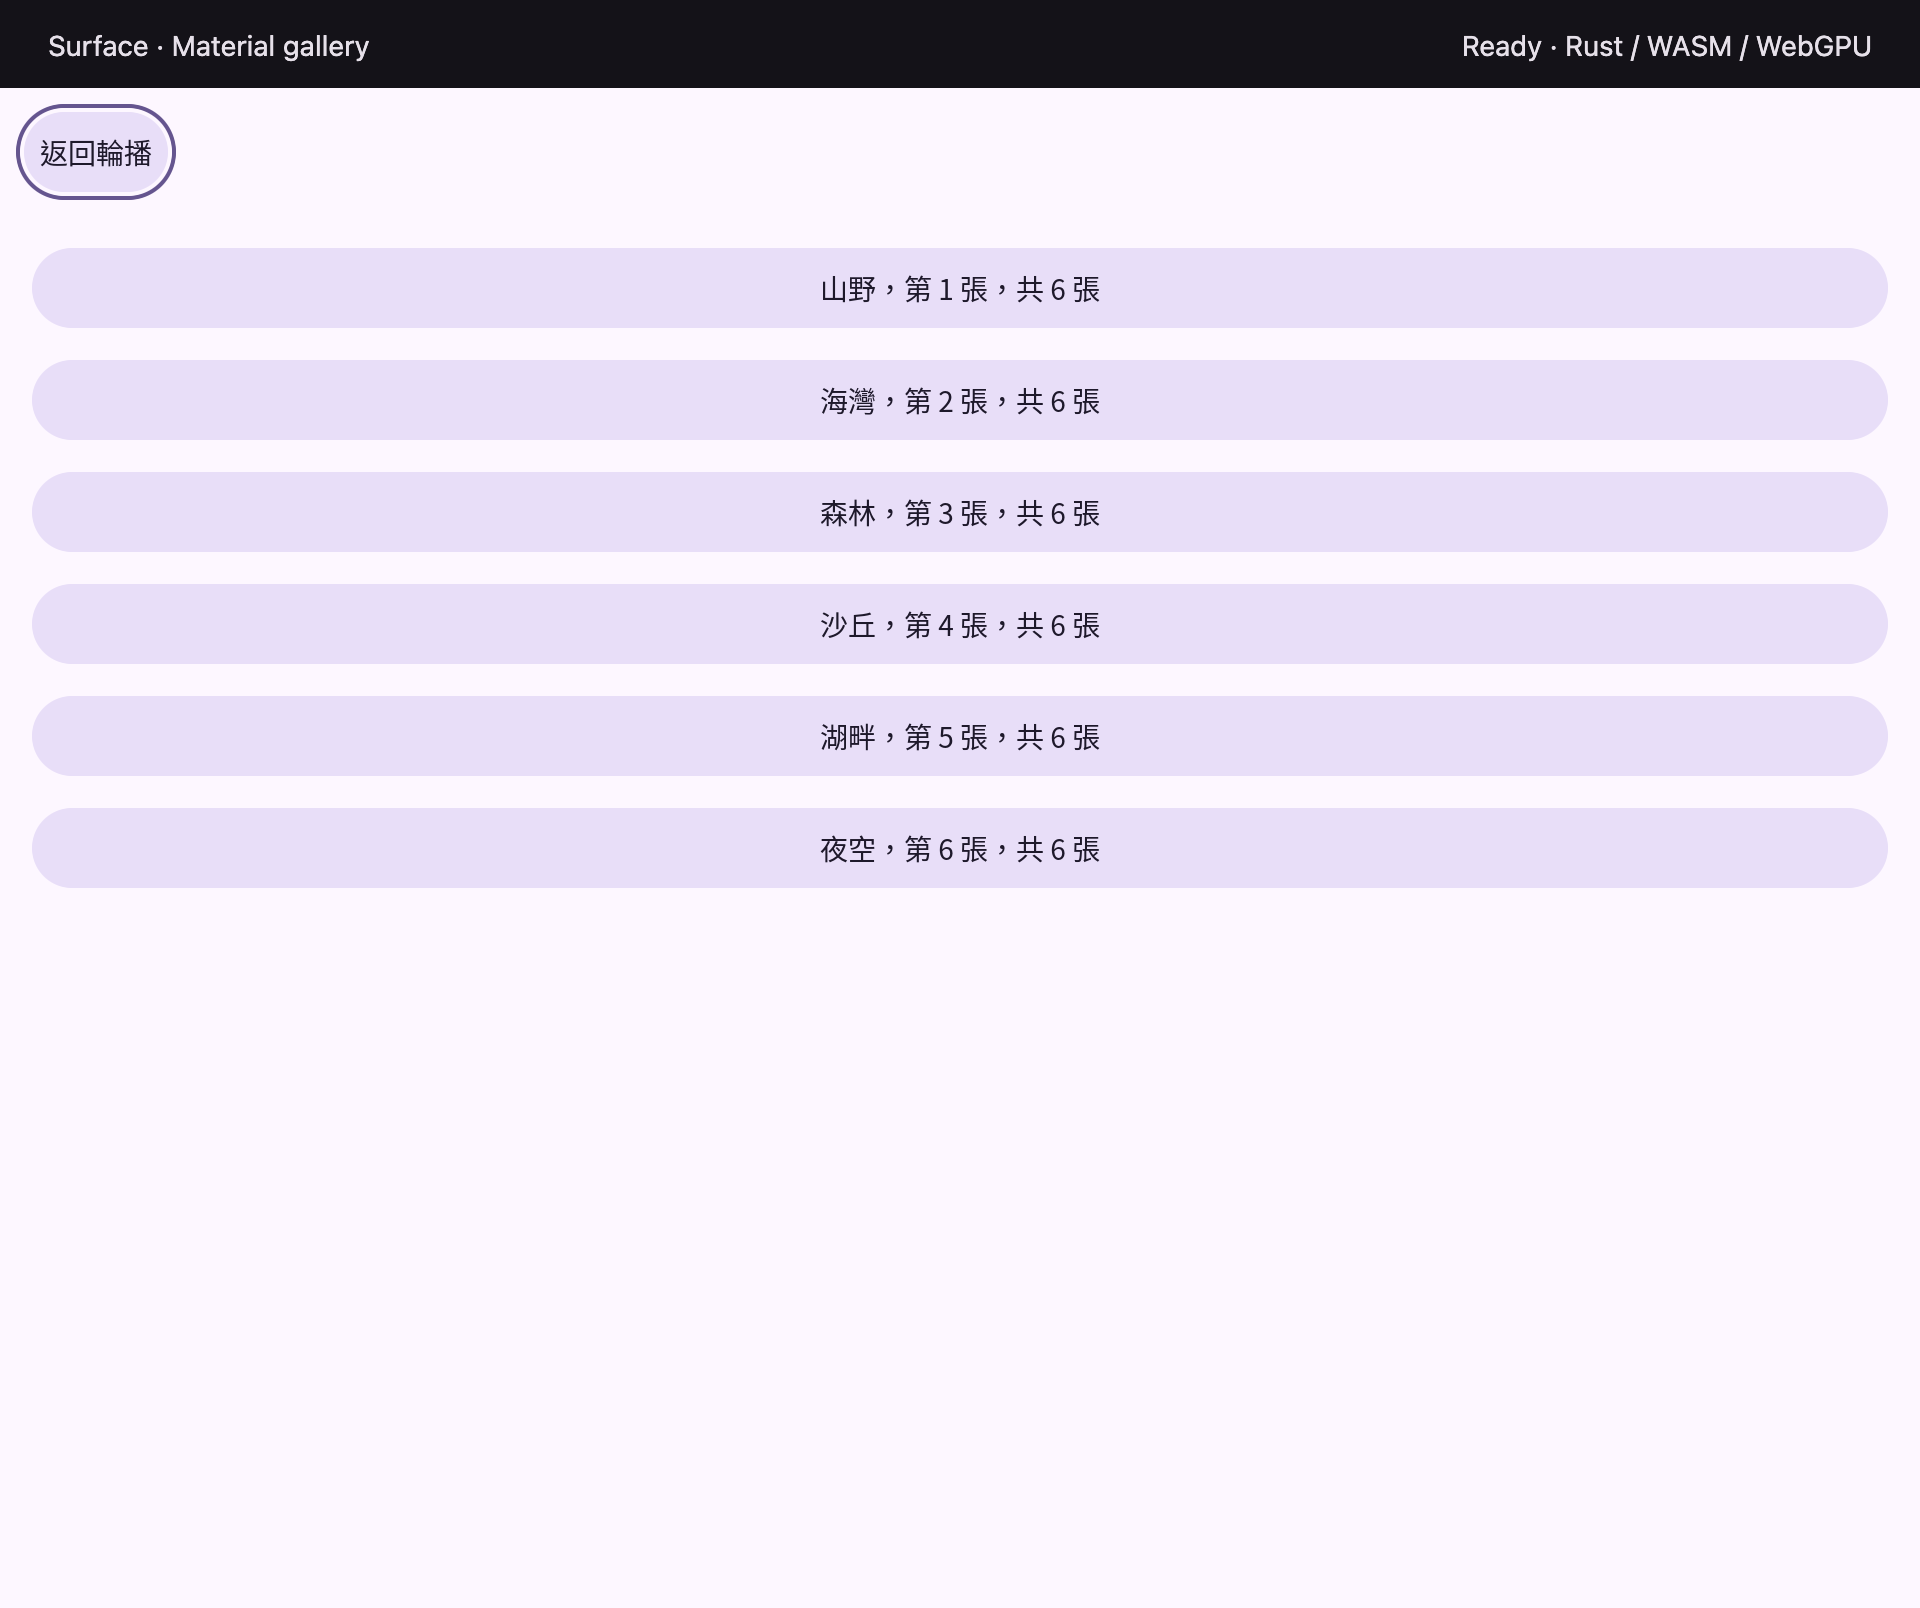 Surface · Material gallery
Ready · Rust / WASM / WebGPU
返回輪播
山野，第 1 張，共 6 張
海灣，第 2 張，共 6 張
森林，第 3 張，共 6 張
沙丘，第 4 張，共 6 張
湖畔，第 5 張，共 6 張
夜空，第 6 張，共 6 張